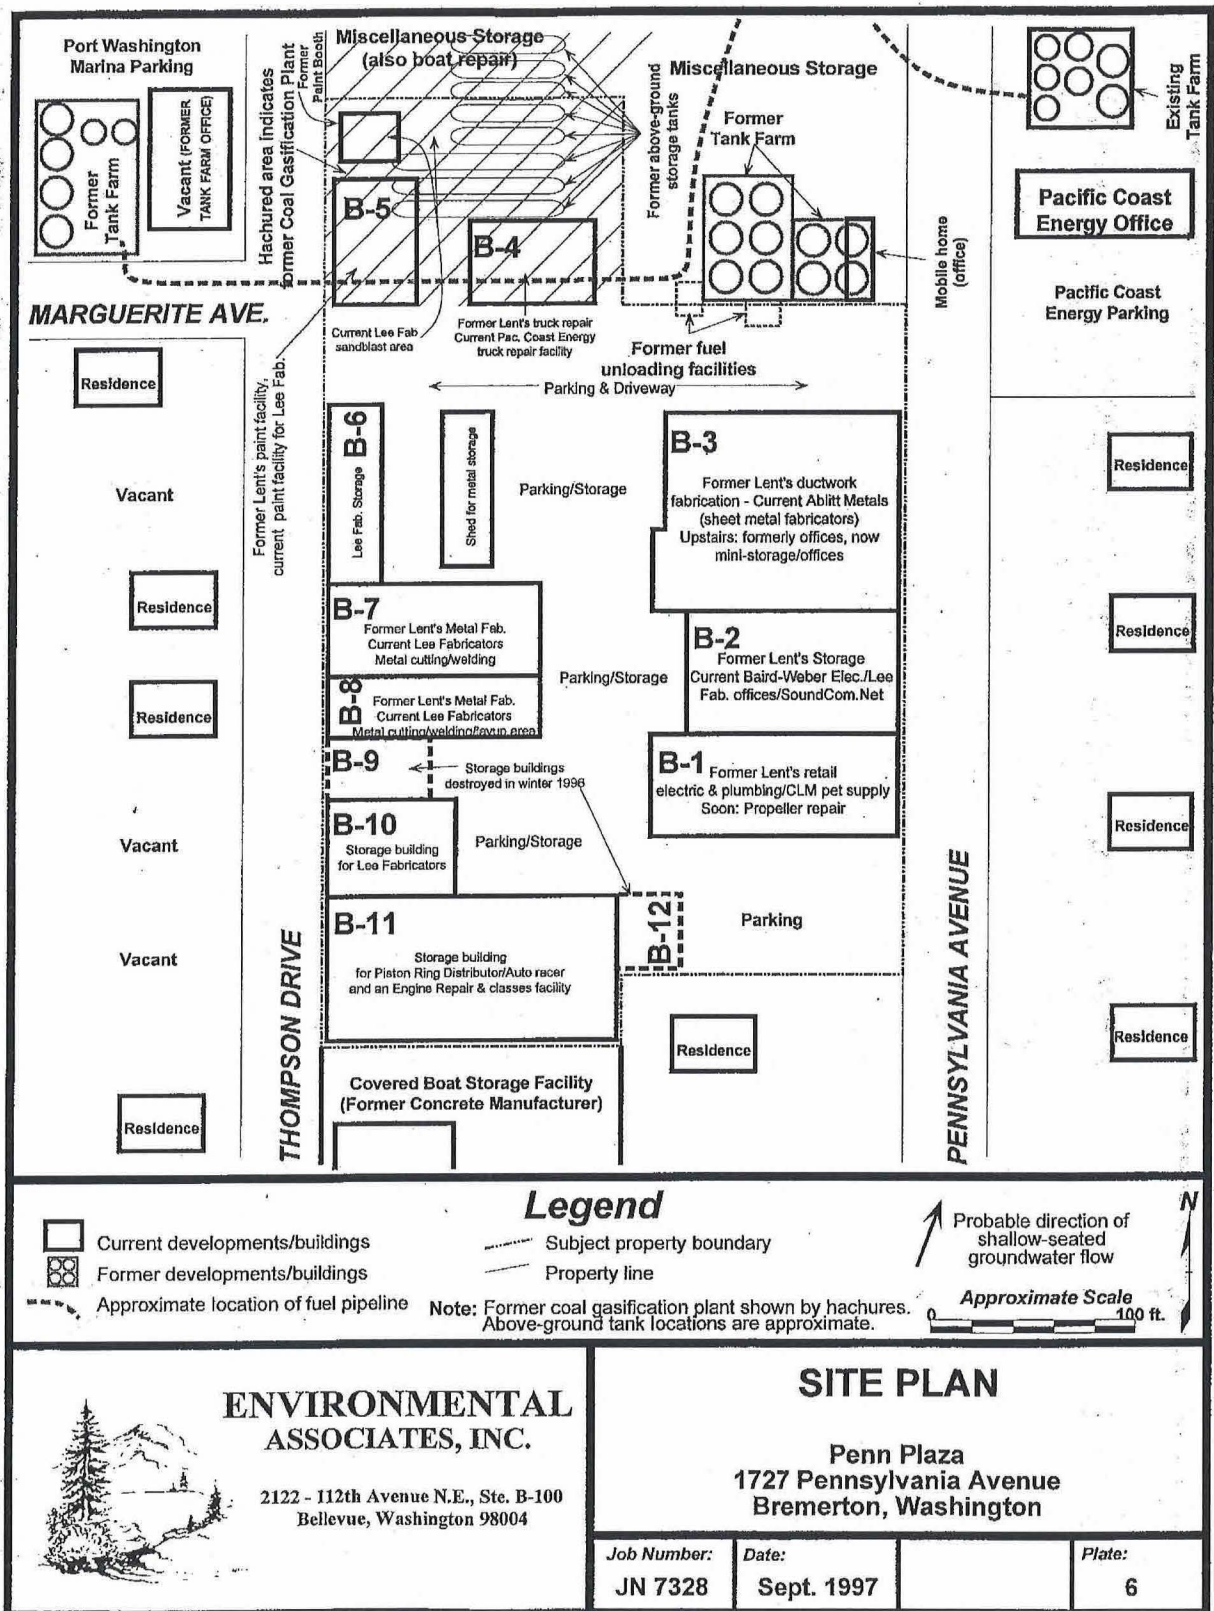 Port Washington
Marina Parking
Former
Tank Farm
Vacant (FORMER
TANK FARM OFFICE)
Hachured area indicates
former Coal Gasification Plant
Former
Paint Booth
Miscellaneous Storage
(also boat repair)
Former above-ground
storage tanks
Miscellaneous Storage
Former
Tank Farm
Mobile home
(office)
Existing
Tank Farm
Pacific Coast
Energy Office
Pacific Coast
Energy Parking
B-5
B-4
MARGUERITE AVE.
Current Lee Fab
sandblast area
Former Lent's truck repair
Current Pac. Coast Energy
truck repair facility
Former fuel
unloading facilities
Parking & Driveway
Former Lent's paint facility,
current paint facility for Lee Fab.
Residence
Vacant
Residence
Residence
Vacant
Vacant
Residence
THOMPSON DRIVE
B-6
Lee Fab. Storage
Shed for metal storage
Parking/Storage
B-3
Former Lent's ductwork
fabrication - Current Ablitt Metals
(sheet metal fabricators)
Upstairs: formerly offices, now
mini-storage/offices
B-7
Former Lent's Metal Fab.
Current Lee Fabricators
Metal cutting/welding
B-8
Former Lent's Metal Fab.
Current Lee Fabricators
Metal cutting/welding/layup area
Parking/Storage
B-2
Former Lent's Storage
Current Baird-Weber Elec./Lee
Fab. offices/SoundCom.Net
B-9
Storage buildings
destroyed in winter 1996
B-1
Former Lent's retail
electric & plumbing/CLM pet supply
Soon: Propeller repair
B-10
Storage building
for Lee Fabricators
Parking/Storage
B-11
Storage building
for Piston Ring Distributor/Auto racer
and an Engine Repair & classes facility
B-12
Parking
Residence
Covered Boat Storage Facility
(Former Concrete Manufacturer)
PENNSYLVANIA AVENUE
Residence
Residence
Residence
Residence
Legend
Current developments/buildings
Former developments/buildings
Approximate location of fuel pipeline
Subject property boundary
Property line
Note: Former coal gasification plant shown by hachures.
Above-ground tank locations are approximate.
Probable direction of
shallow-seated
groundwater flow
N
Approximate Scale
0 100 ft.
ENVIRONMENTAL
ASSOCIATES, INC.
2122 - 112th Avenue N.E., Ste. B-100
Bellevue, Washington 98004
SITE PLAN
Penn Plaza
1727 Pennsylvania Avenue
Bremerton, Washington
Job Number:
JN 7328
Date:
Sept. 1997
Plate:
6